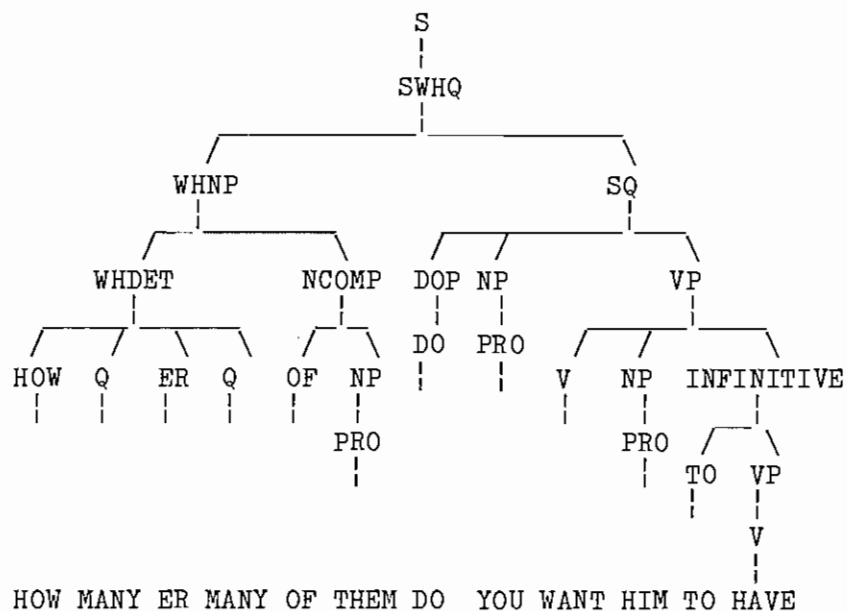 S
SWHQ
WHNP SQ
WHDET NCOMP DOP NP VP
DO PRO
HOW Q ER Q OF NP V NP INFINITIVE
PRO PRO
TO VP
V
HOW MANY ER MANY OF THEM DO YOU WANT HIM TO HAVE